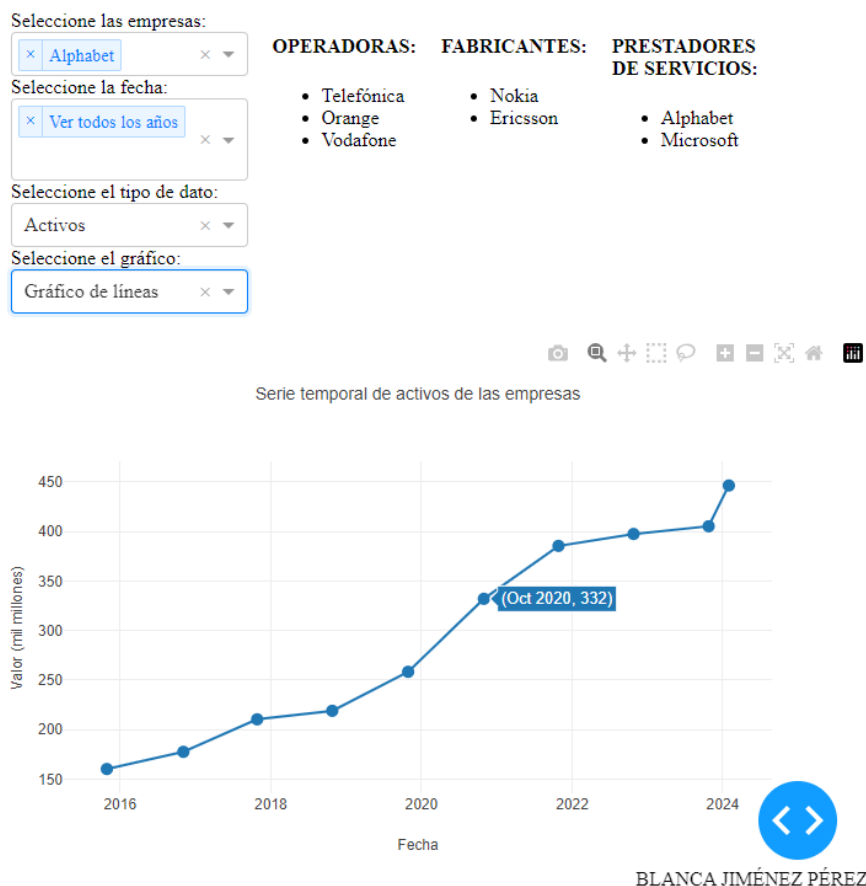 Seleccione las empresas:
× Alphabet
Seleccione la fecha:
× Ver todos los años
Seleccione el tipo de dato:
Activos
Seleccione el gráfico:
Gráfico de líneas
OPERADORAS:
Telefónica
Orange
Vodafone
FABRICANTES:
Nokia
Ericsson
PRESTADORES
DE SERVICIOS:
Alphabet
Microsoft
Serie temporal de activos de las empresas
Valor (mil millones)
450
400
350
300
250
200
150
(Oct 2020, 332)
2016
2018
2020
2022
2024
Fecha
BLANCA JIMÉNEZ PÉREZ